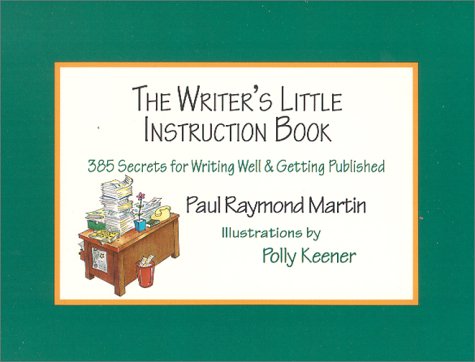 THE WRITER'S LITTLE
INSTRUCTION BOOK
385 Secrets for Writing Well & Getting Published
Paul Raymond Martin
Illustrations by
Polly Keener